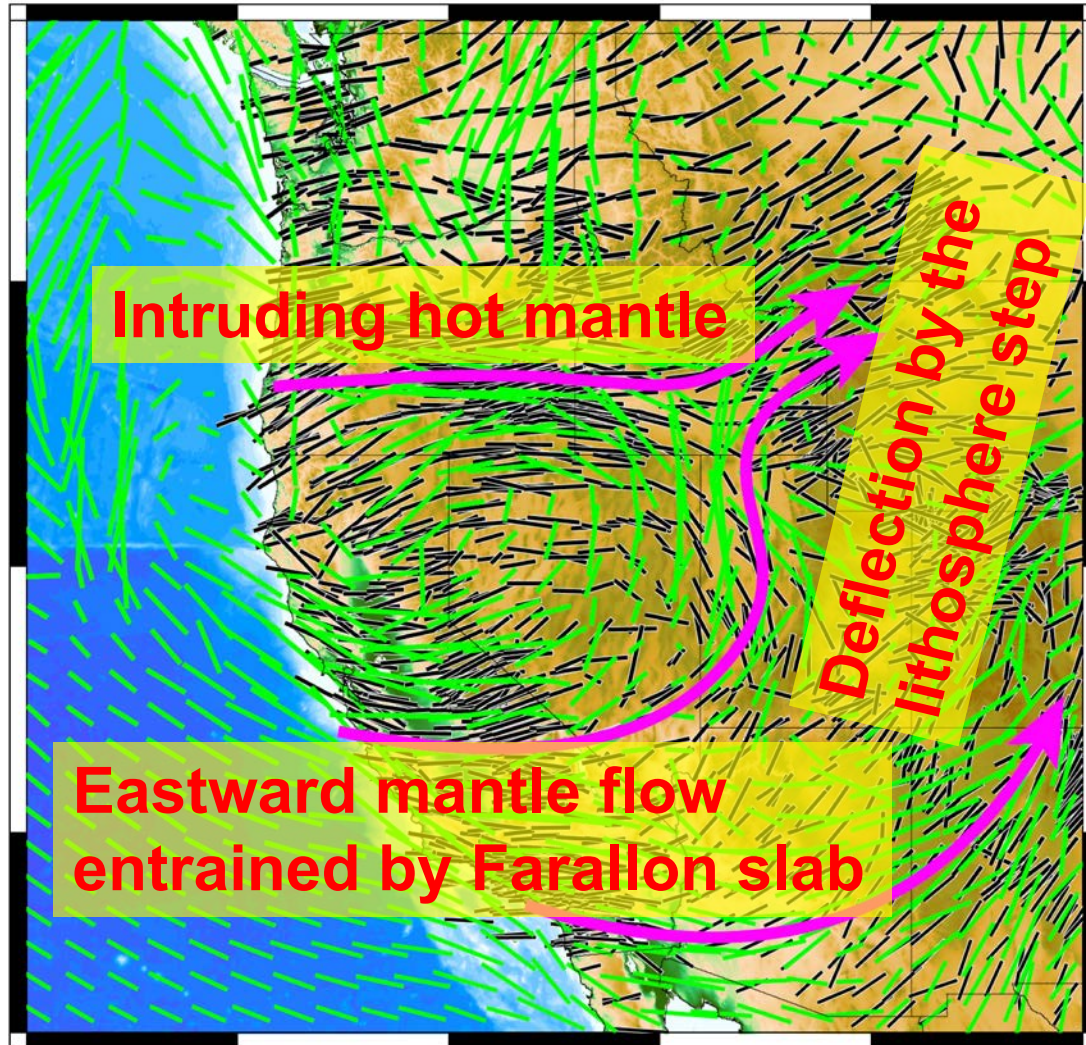 Intruding hot mantle
Deflection by the
lithosphere step
Eastward mantle flow
entrained by Farallon slab